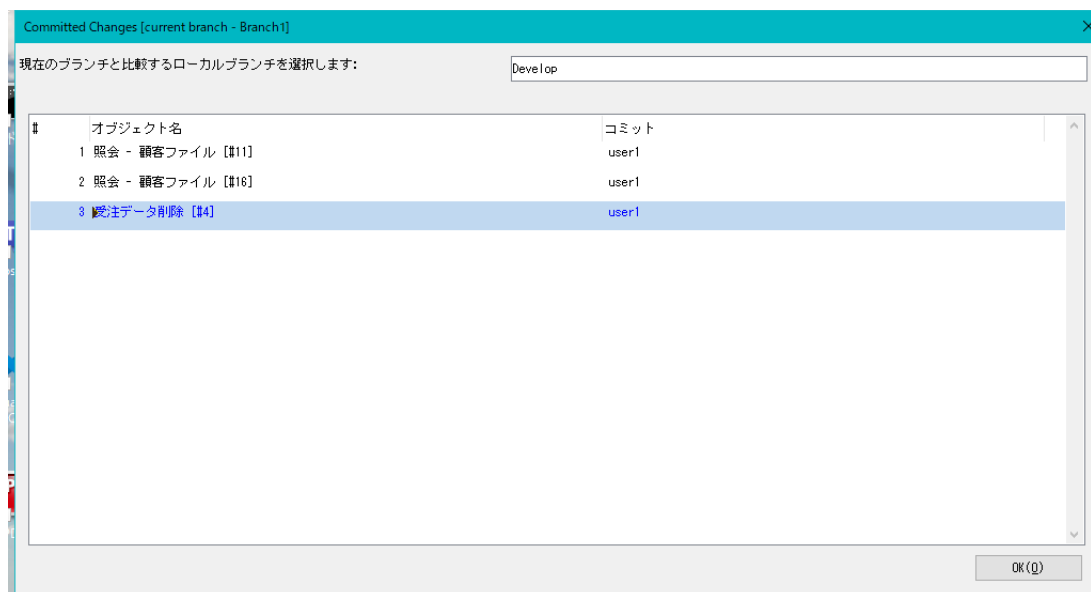 Committed Changes [current branch - Branch1]
現在のブランチと比較するローカルブランチを選択します: Develop
# オブジェクト名 コミット
1 照会 - 顧客ファイル [#11] user1
2 照会 - 顧客ファイル [#16] user1
3 受注データ削除 [#4] user1
OK(O)